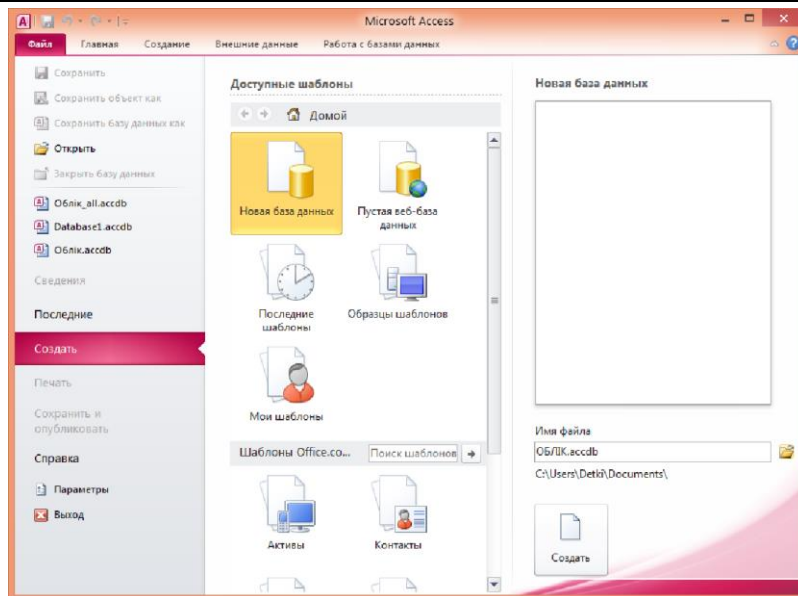 Microsoft Access
Файл Главная Создание Внешние данные Работа с базами данных
Сохранить
Сохранить объект как
Сохранить базу данных как
Открыть
Закрыть базу данных
Облік_all.accdb
Database1.accdb
Облік.accdb
Сведения
Последние
Создать
Печать
Сохранить и
опубликовать
Справка
Параметры
Выход
Доступные шаблоны
Домой
Новая база данных
Пустая веб-база
данных
Последние
шаблоны
Образцы шаблонов
Мои шаблоны
Шаблоны Office.co...
Поиск шаблонов
Активы
Контакты
Новая база данных
Имя файла
ОБЛІК.accdb
C:\Users\Detki\Documents\
Создать